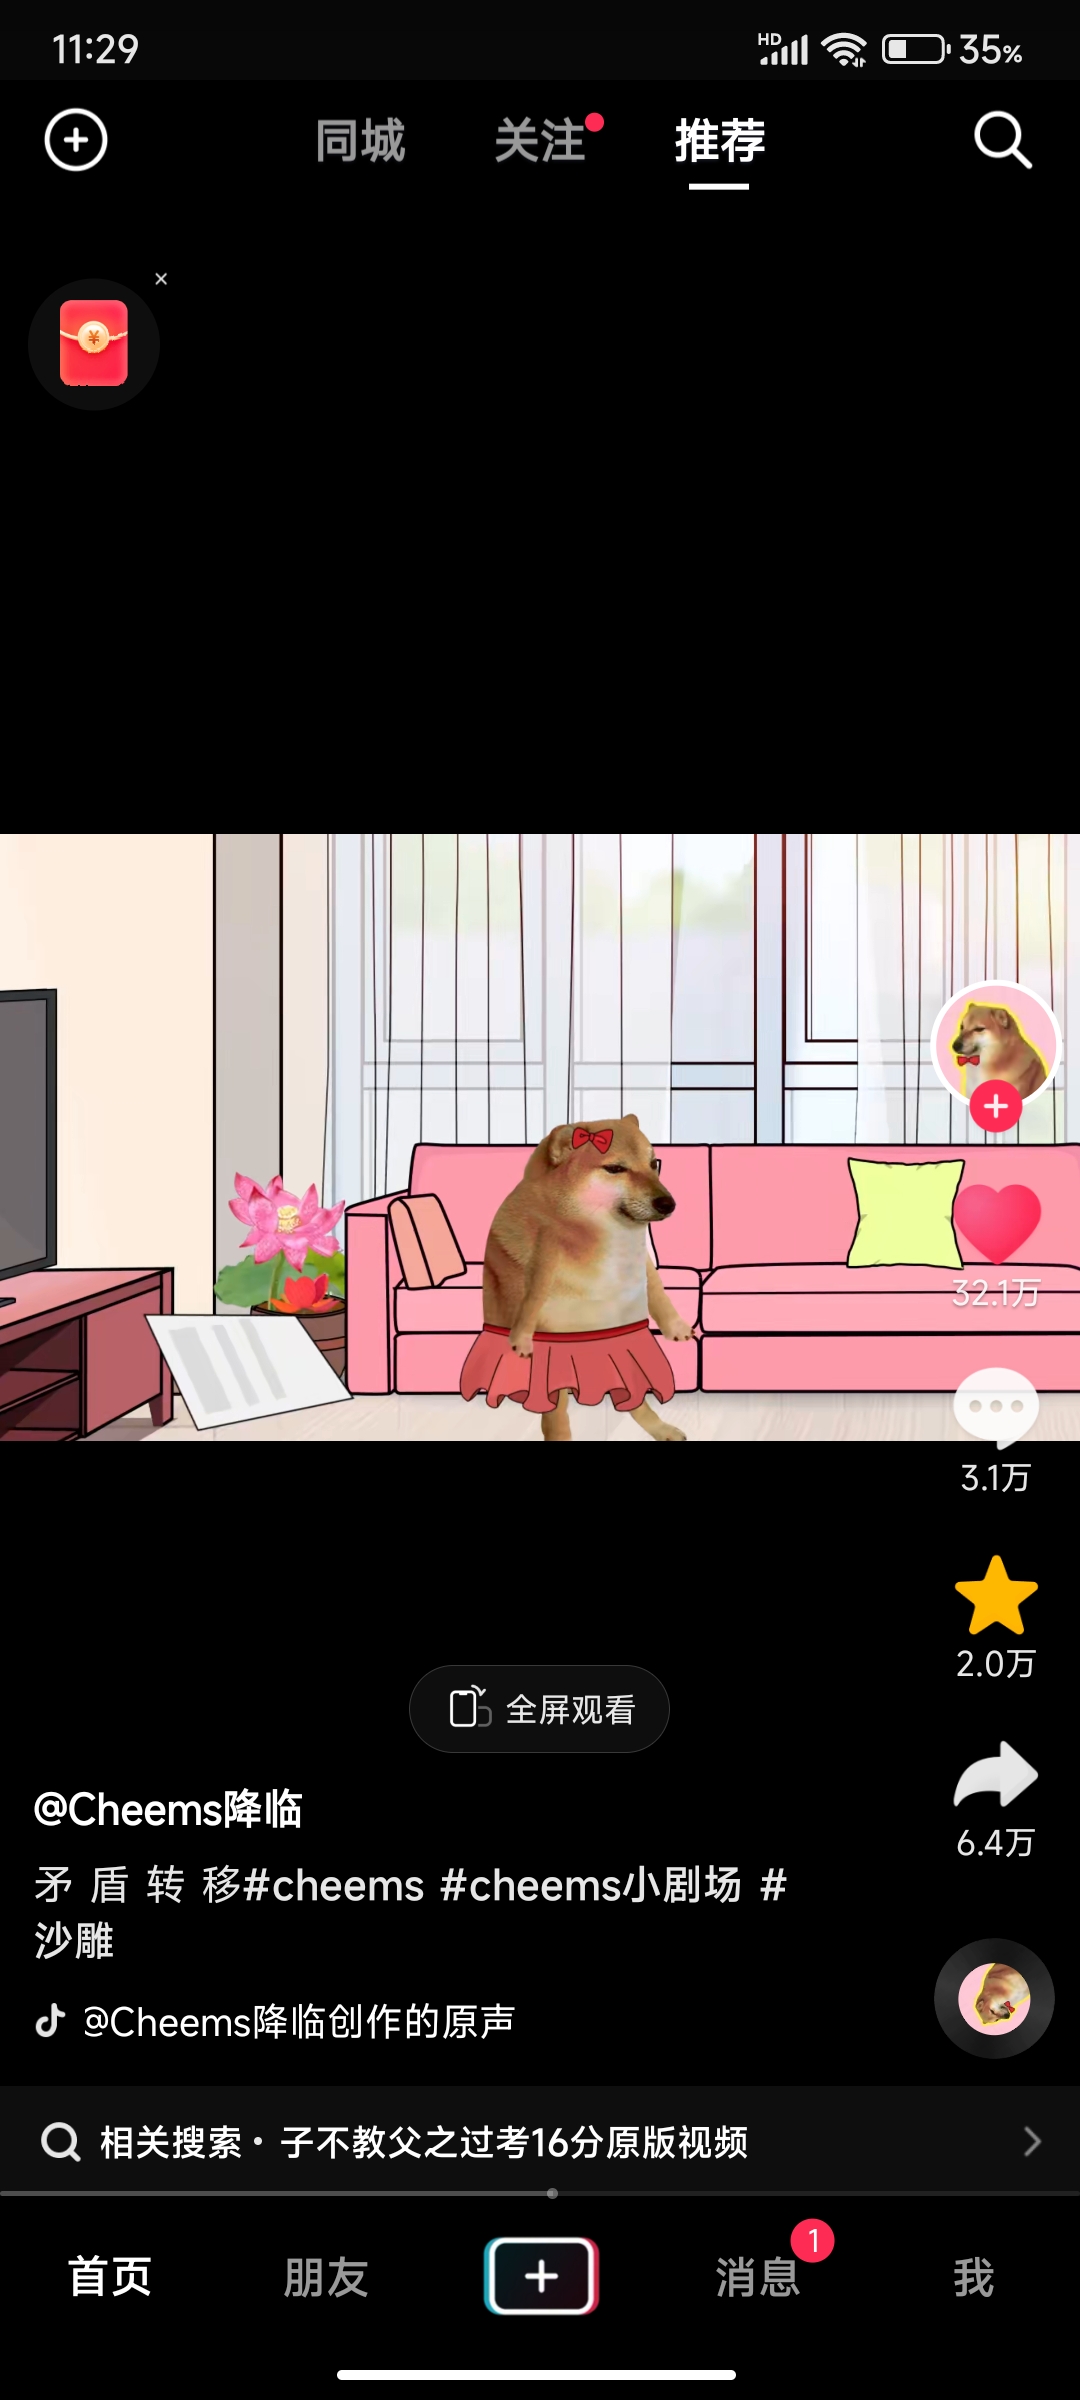 11:29
HD
35%
同城
关注
推荐
32.1万
3.1万
2.0万
6.4万
全屏观看
@Cheems降临
矛 盾 转 移#cheems #cheems小剧场 #
沙雕
@Cheems降临创作的原声
相关搜索 · 子不教父之过考16分原版视频
首页
朋友
消息
1
我